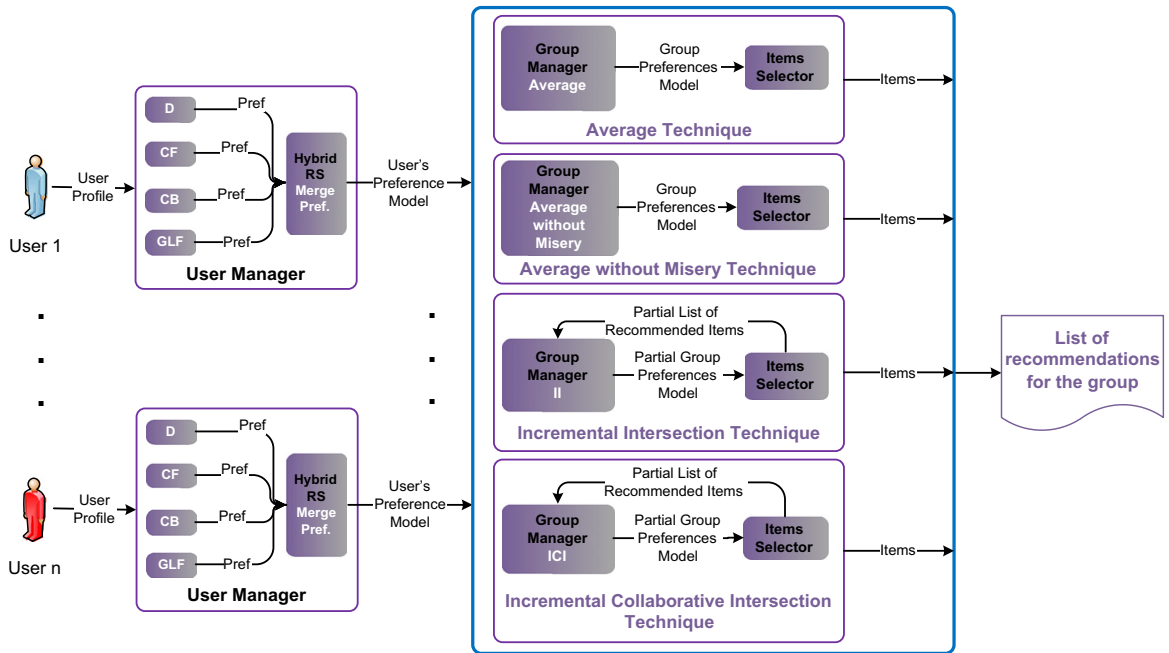 User 1
User
Profile
D
CF
CB
GLF
Pref
Pref
Pref
Pref
Hybrid
RS
Merge
Pref.
User Manager
User's
Preference
Model
User n
User
Profile
D
CF
CB
GLF
Pref
Pref
Pref
Pref
Hybrid
RS
Merge
Pref.
User Manager
User's
Preference
Model
Group
Manager
Average
Group
Preferences
Model
Items
Selector
Average Technique
Items
Group
Manager
Average
without
Misery
Group
Preferences
Model
Items
Selector
Average without Misery Technique
Items
Partial List of
Recommended Items
Group
Manager
II
Partial Group
Preferences
Model
Items
Selector
Incremental Intersection Technique
Items
Partial List of
Recommended Items
Group
Manager
ICI
Partial Group
Preferences
Model
Items
Selector
Incremental Collaborative Intersection
Technique
Items
List of
recommendations
for the group